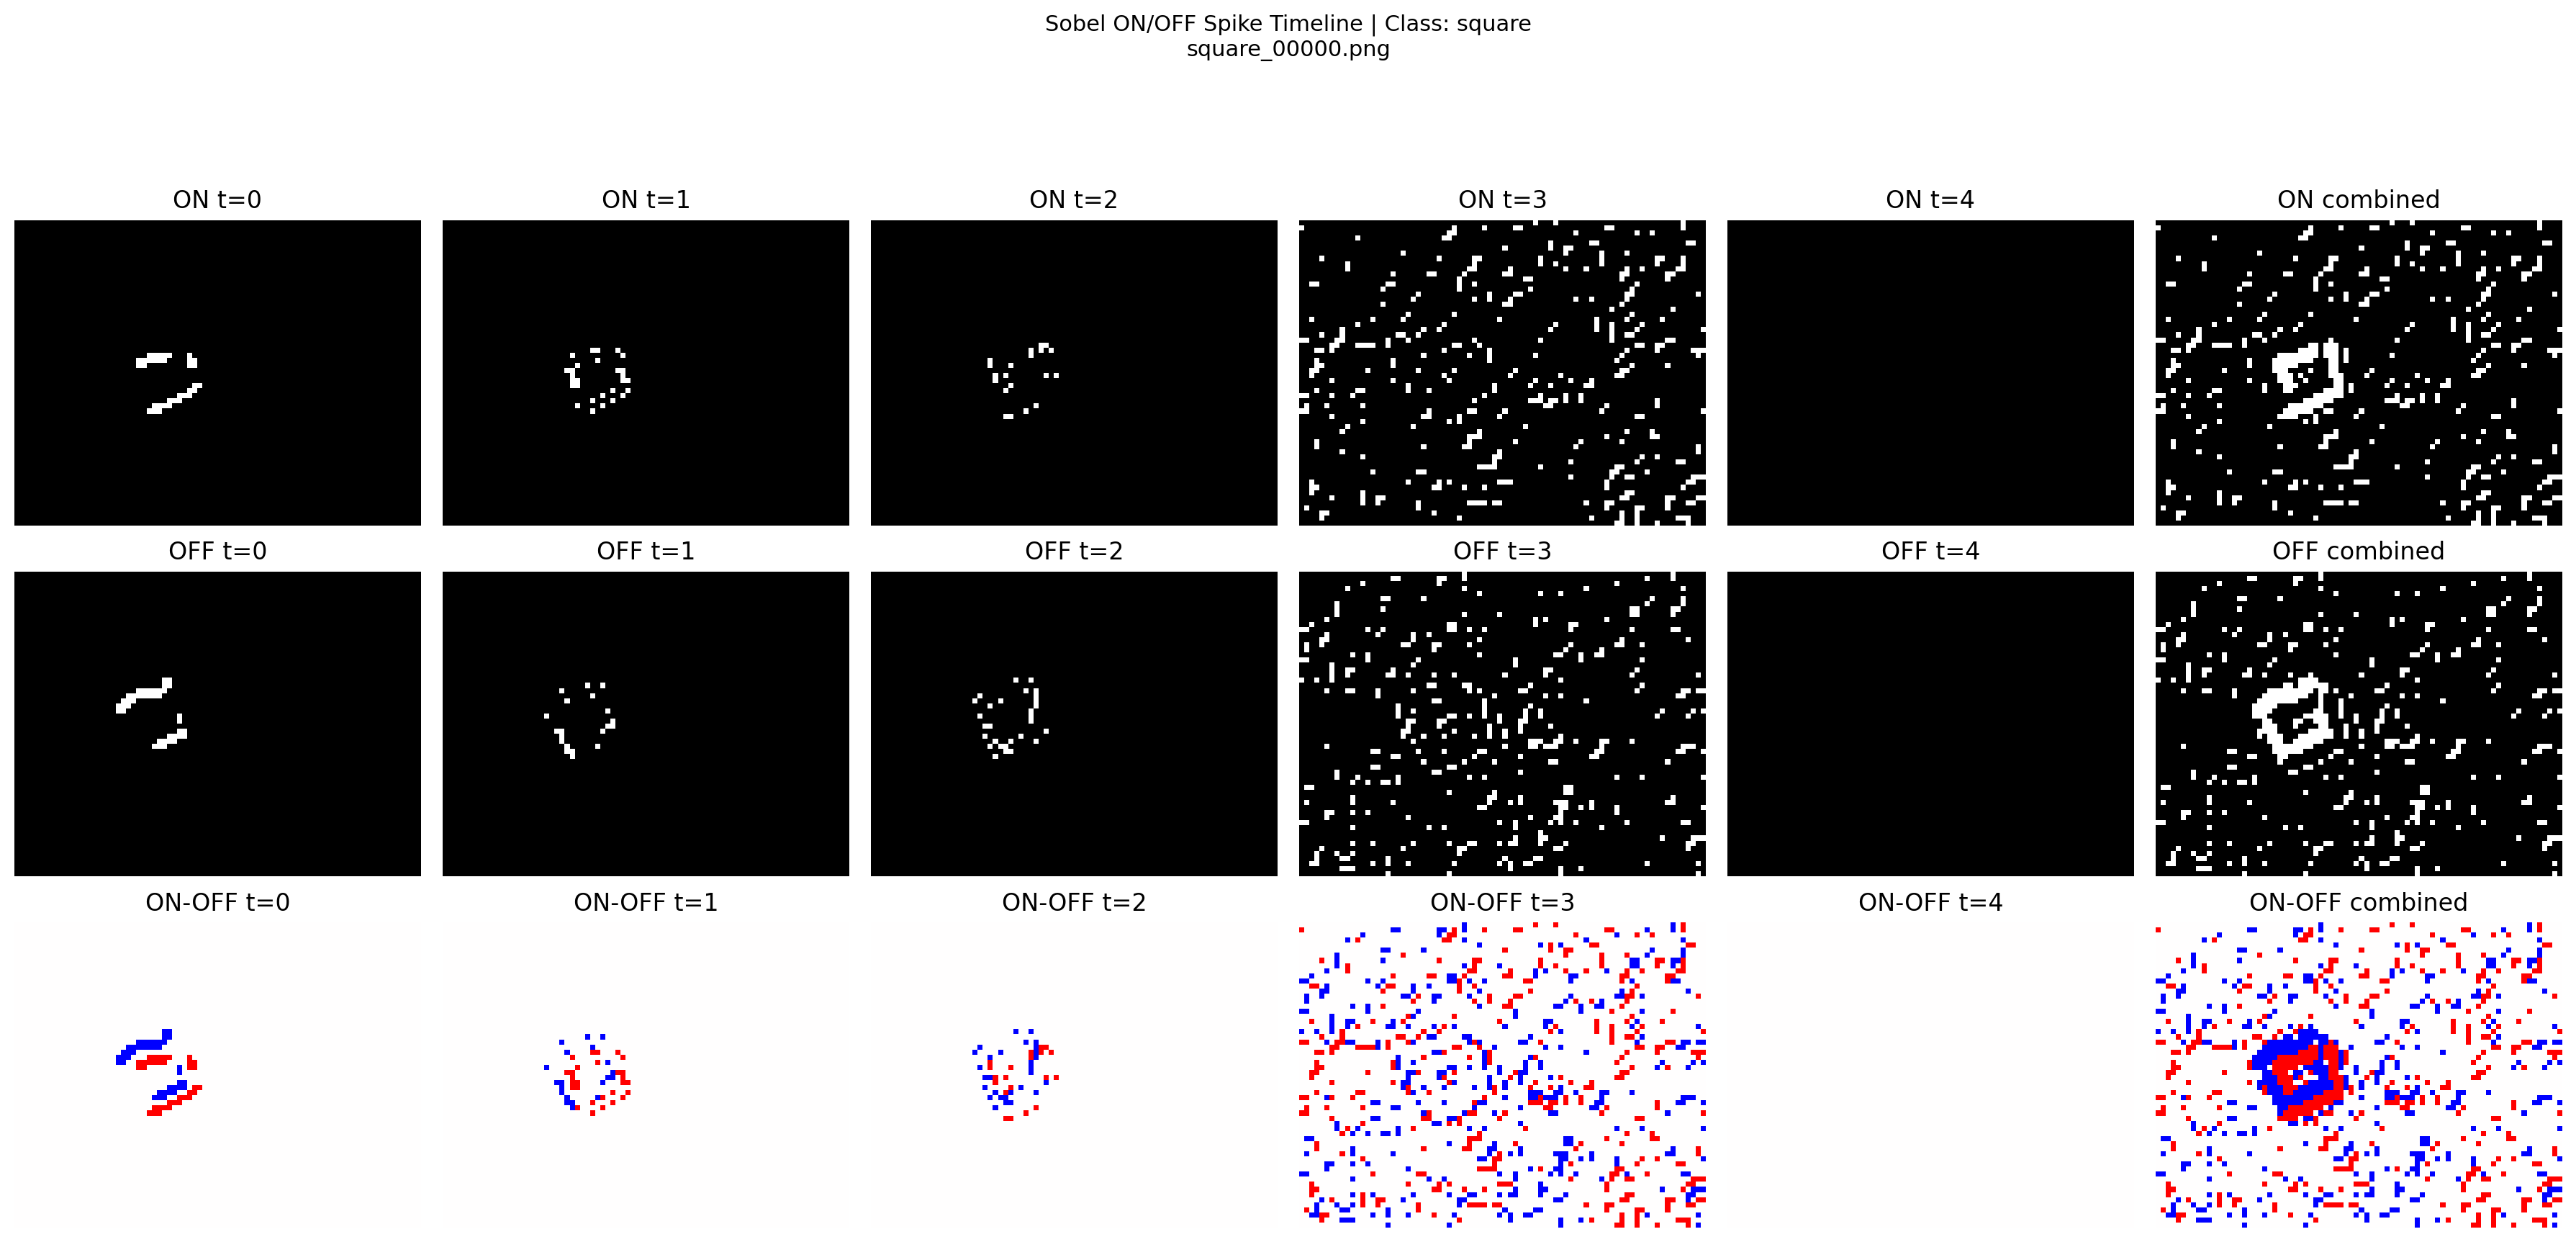 Sobel ON/OFF Spike Timeline | Class: square
square_00000.png
ON t=0
ON t=1
ON t=2
ON t=3
ON t=4
ON combined
OFF t=0
OFF t=1
OFF t=2
OFF t=3
OFF t=4
OFF combined
ON-OFF t=0
ON-OFF t=1
ON-OFF t=2
ON-OFF t=3
ON-OFF t=4
ON-OFF combined